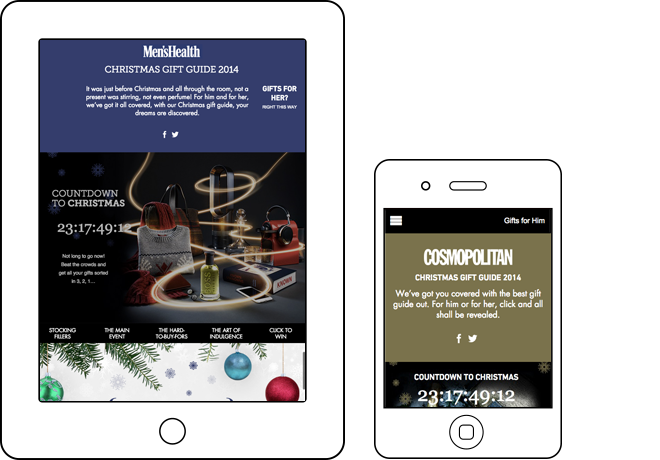 Men'sHealth
CHRISTMAS GIFT GUIDE 2014
It was just before Christmas and all through the room, not a
present was stirring, not even perfume! For him and for her,
we've got it all covered, with our Christmas gift guide, your
dreams are discovered.
GIFTS FOR
HER?
RIGHT THIS WAY
COUNTDOWN
TO CHRISTMAS
23:17:49:12
Not long to go now!
Beat the crowds and
get all your gifts sorted
in 3, 2, 1...
KNOWN
STOCKING
FILLERS
THE MAIN
EVENT
THE HARD-
TO-BUY-FORS
THE ART OF
INDULGENCE
CLICK TO
WIN
Gifts for Him
COSMOPOLITAN
CHRISTMAS GIFT GUIDE 2014
We've got you covered with the best gift
guide out. For him or for her, click and all
shall be revealed.
COUNTDOWN TO CHRISTMAS
23:17:49:12